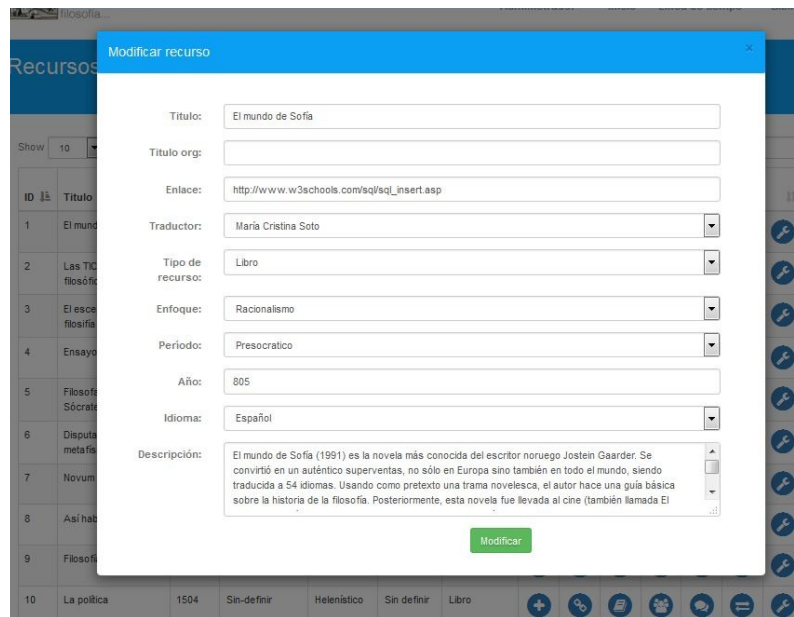 filosofía...
Recursos
Modificar recurso
×
Titulo:
El mundo de Sofía
Titulo org:
Enlace:
http://www.w3schools.com/sql/sql_insert.asp
Traductor:
María Cristina Soto
Tipo de
recurso:
Libro
Enfoque:
Racionalismo
Período:
Presocratico
Año:
805
Idioma:
Español
Descripción:
El mundo de Sofía (1991) es la novela más conocida del escritor noruego Jostein Gaarder. Se
convirtió en un auténtico superventas, no sólo en Europa sino también en todo el mundo, siendo
traducida a 54 idiomas. Usando como pretexto una trama novelesca, el autor hace una guía básica
sobre la historia de la filosofía. Posteriormente, esta novela fue llevada al cine (también llamada El
Modificar
Show 10
ID Titulo
1 El mund
2 Las TIC
filosófic
3 El esce
filisifía
4 Ensayo
5 Filosofa
Sócrate
6 Disputa
metafís
7 Novum
8 Así hab
9 Filosofí
10 La política 1504 Sin-definir Helenístico Sin definir Libro